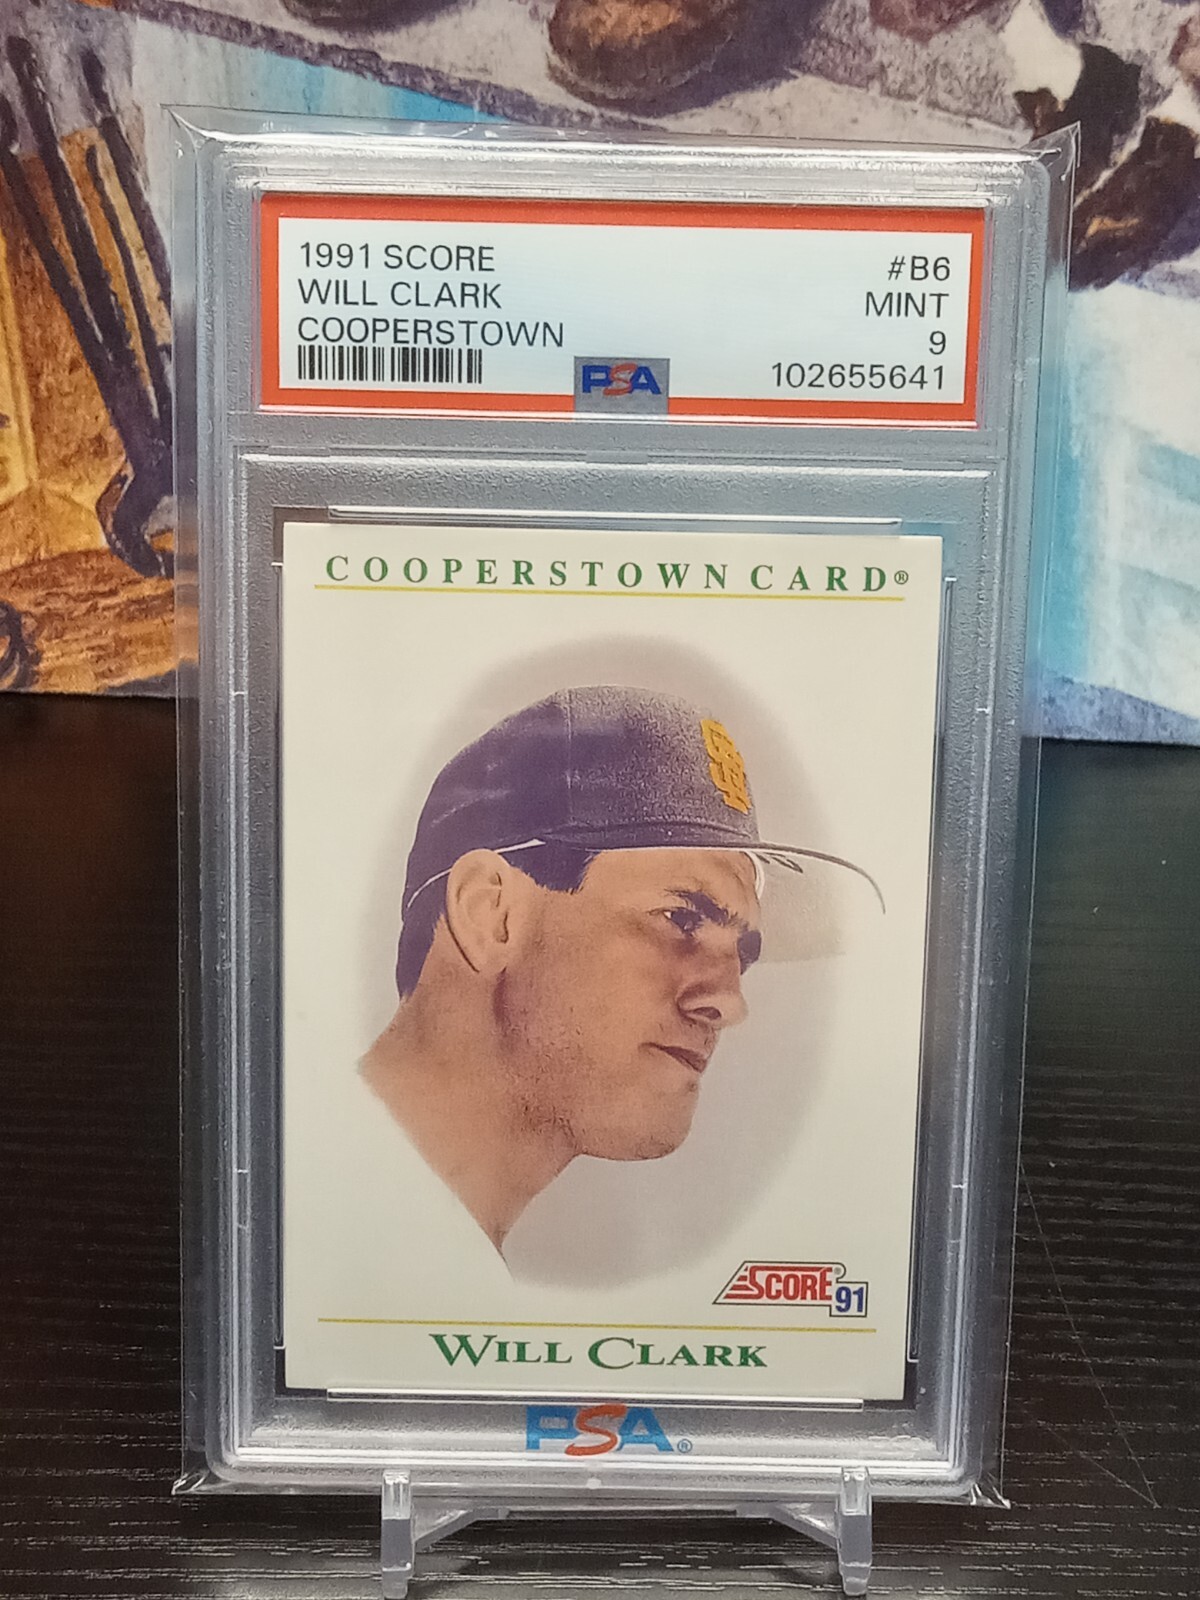 1991 SCORE
WILL CLARK
COOPERSTOWN
#B6
MINT
9
102655641
PSA
COOPERSTOWN CARD®
SCORE® 91
WILL CLARK
PSA®